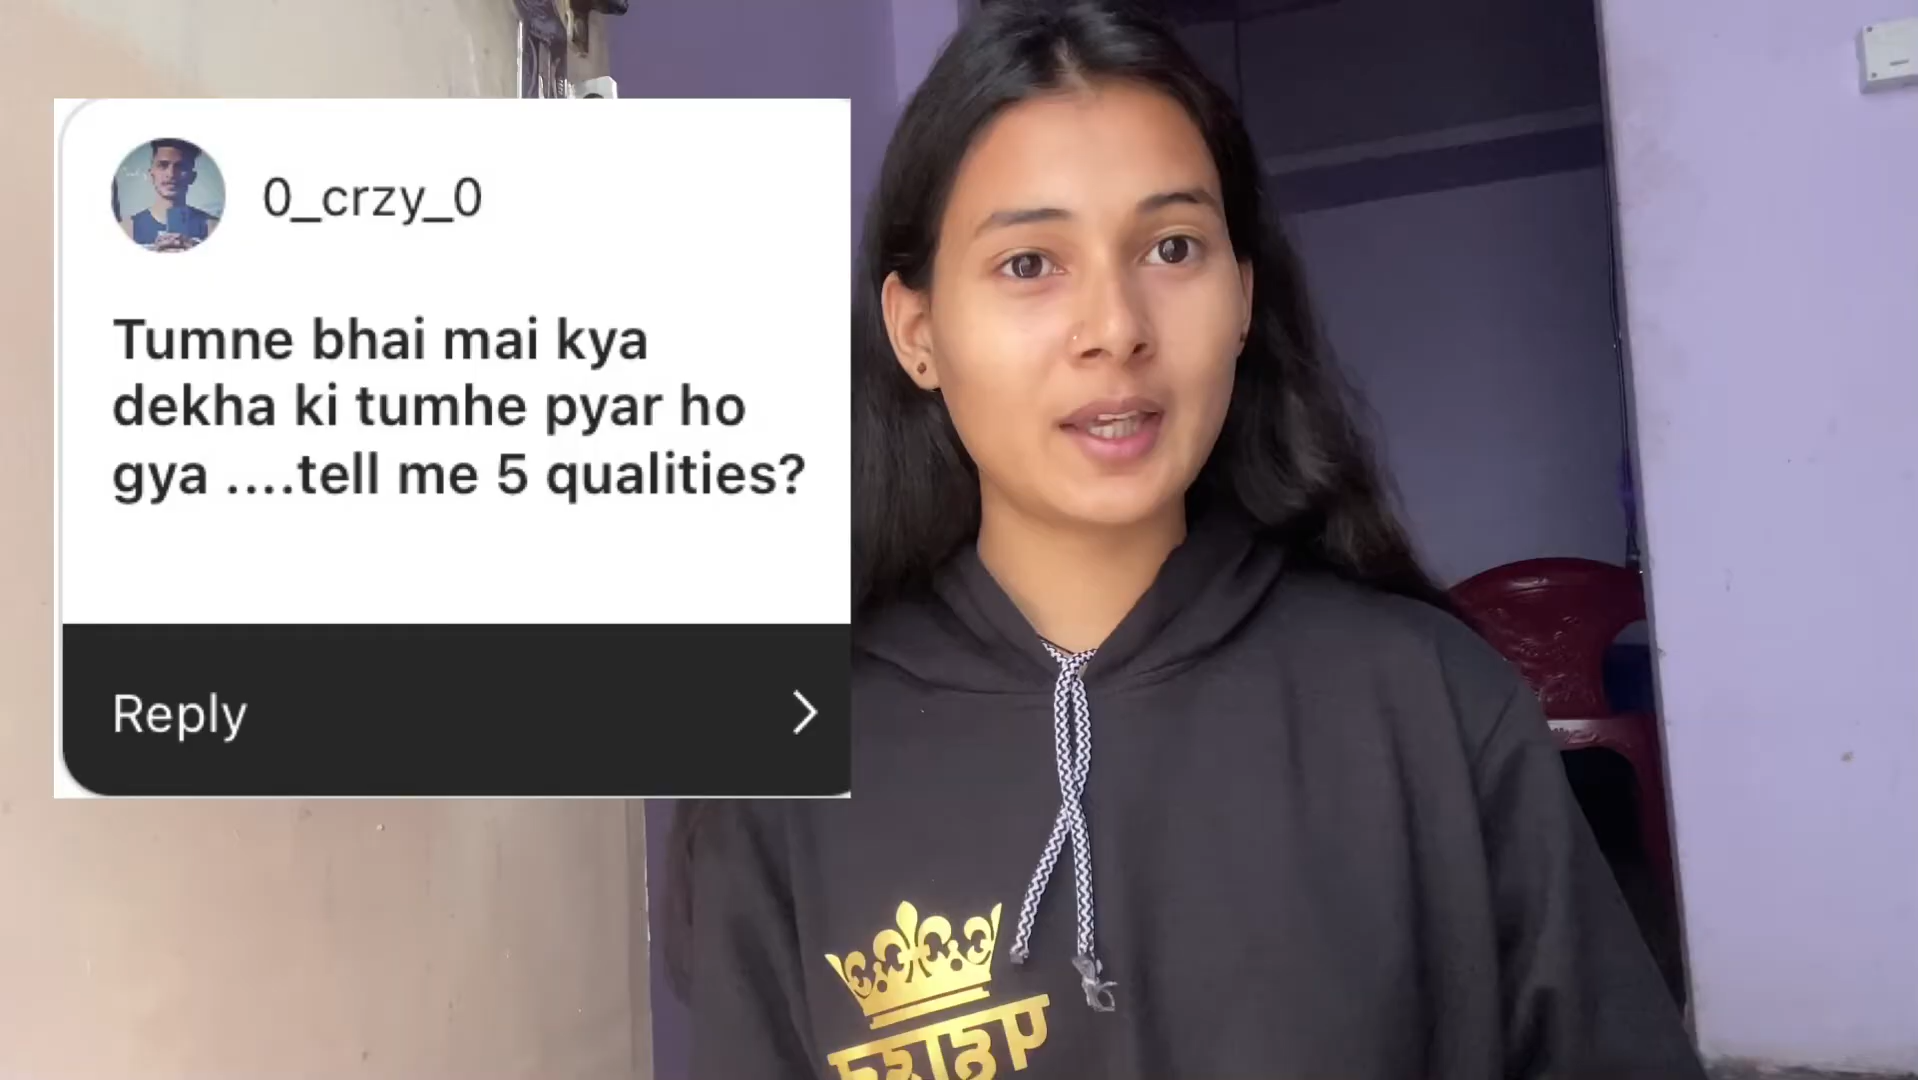 0_crzy_0
Tumne bhai mai kya
dekha ki tumhe pyar ho
gya ....tell me 5 qualities?
Reply